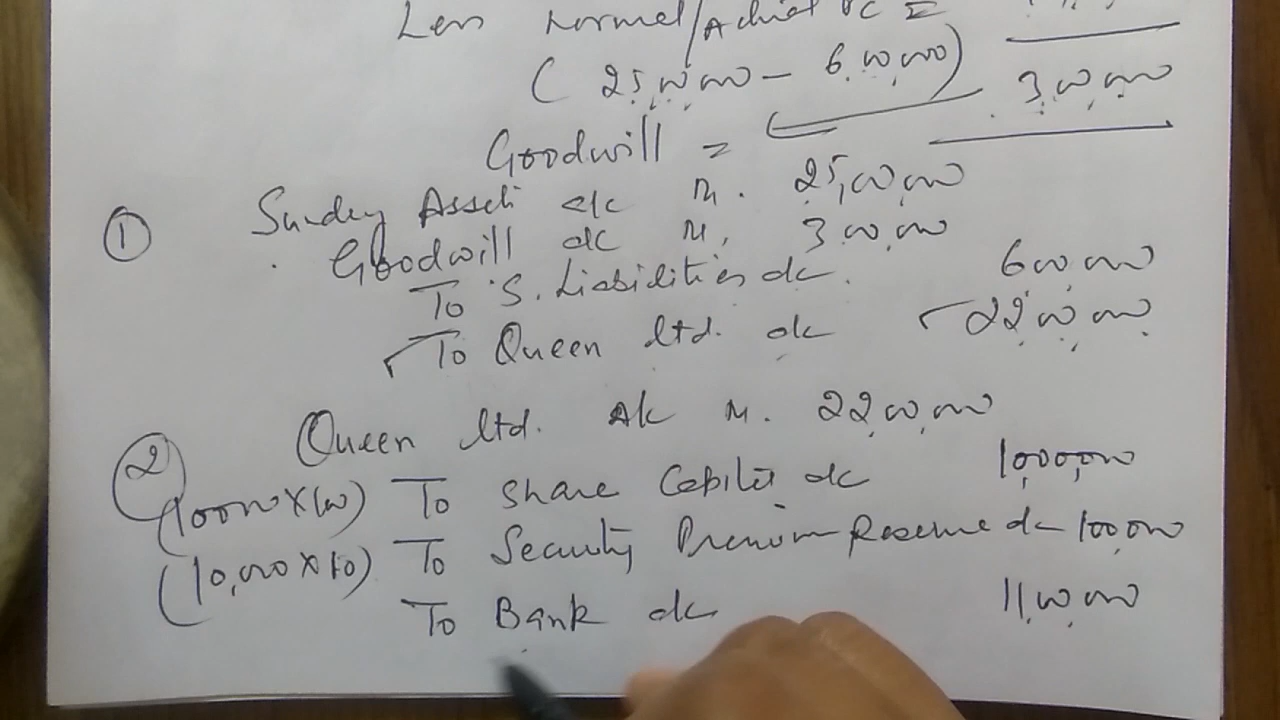 Less Normal/Actual PC =
(25,00,000 - 6,00,000) 3,00,000
Goodwill =
① Sundry Assets a/c Dr. 25,00,000
Goodwill a/c Dr. 3,00,000
To S. Liabilities a/c. 6,00,000
To Queen ltd. a/c 22,00,000
② Queen ltd. A/c Dr. 22,00,000
(10000 X 100) To Share Capital a/c 10,00,000
(10,000 X 10) To Security Premium Reserve a/c 100,000
To Bank a/c 11,00,000